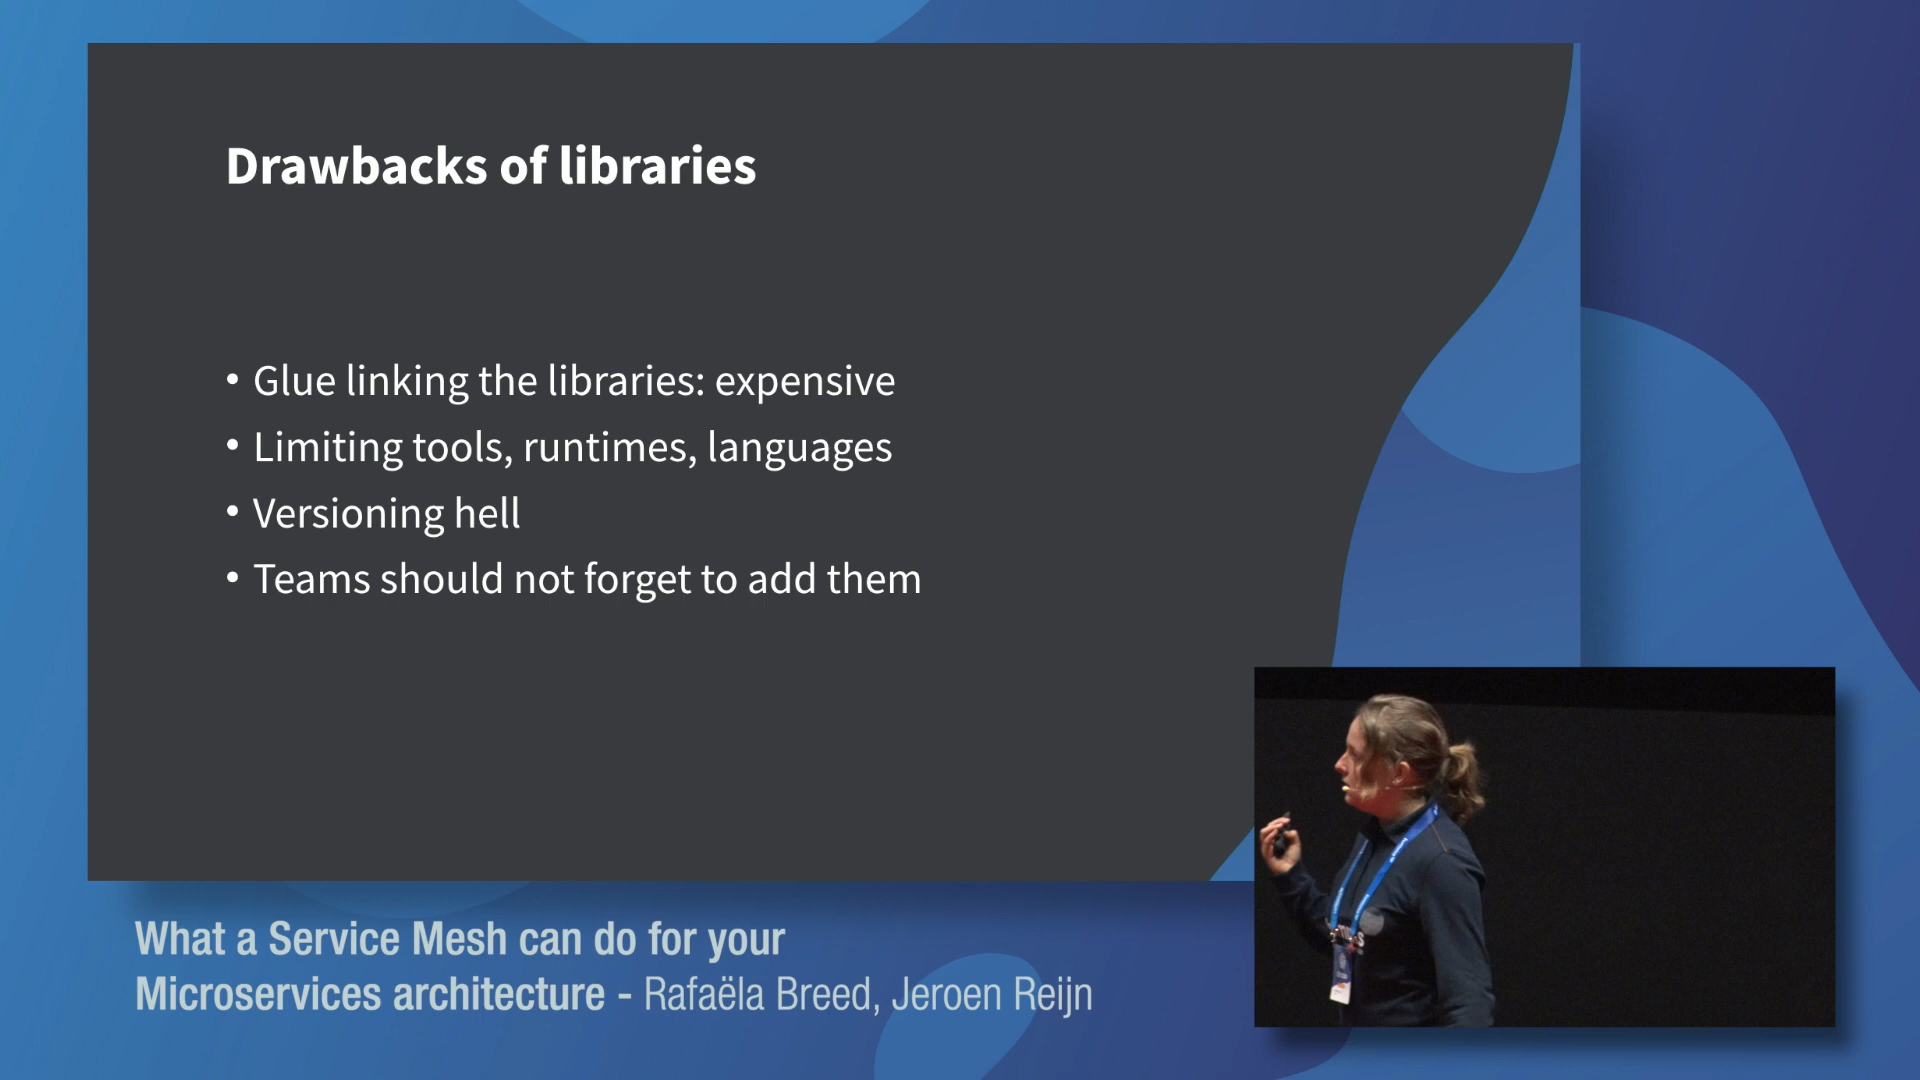 Drawbacks of libraries
• Glue linking the libraries: expensive
• Limiting tools, runtimes, languages
• Versioning hell
• Teams should not forget to add them
What a Service Mesh can do for your
Microservices architecture - Rafaëla Breed, Jeroen Reijn